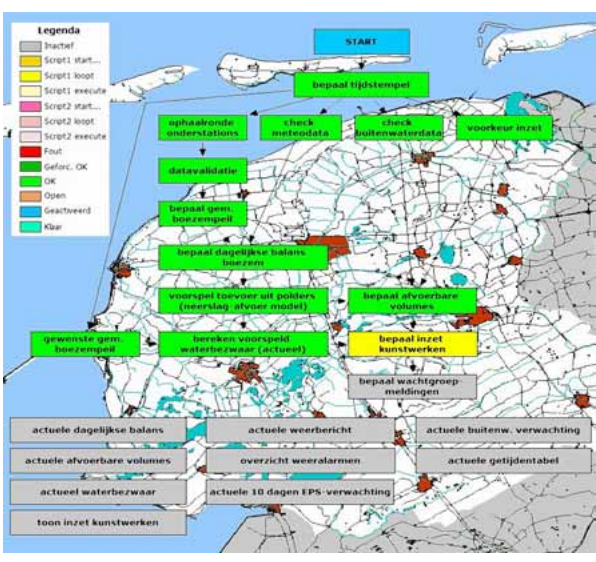 Legenda
Inactief
Script1 start...
Script1 loopt
Script1 execute
Script2 start...
Script2 loopt
Script2 execute
Fout
Geforc. OK
OK
Open
Geactiveerd
Klaar
START
bepaal tijdstempel
ophaalronde
onderstations
check
meteodata
check
buitenwaterdata
voorkeur inzet
datavalidatie
bepaal gem.
boezempeil
bepaal dagelijkse balans
boezem
voorspel toevoer uit polders
(neerslag-afvoer model)
bepaal afvoerbare
volumes
gewenste gem.
boezempeil
bereken voorspeld
waterbezwaar (actueel)
bepaal inzet
kunstwerken
bepaal wachtgroep-
meldingen
actuele dagelijkse balans
actuele weerbericht
actuele buitenw. verwachting
actuele afvoerbare volumes
overzicht weeralarmen
actuele getijdentabel
actueel waterbezwaar
actuele 10 dagen EPS-verwachting
toon inzet kunstwerken